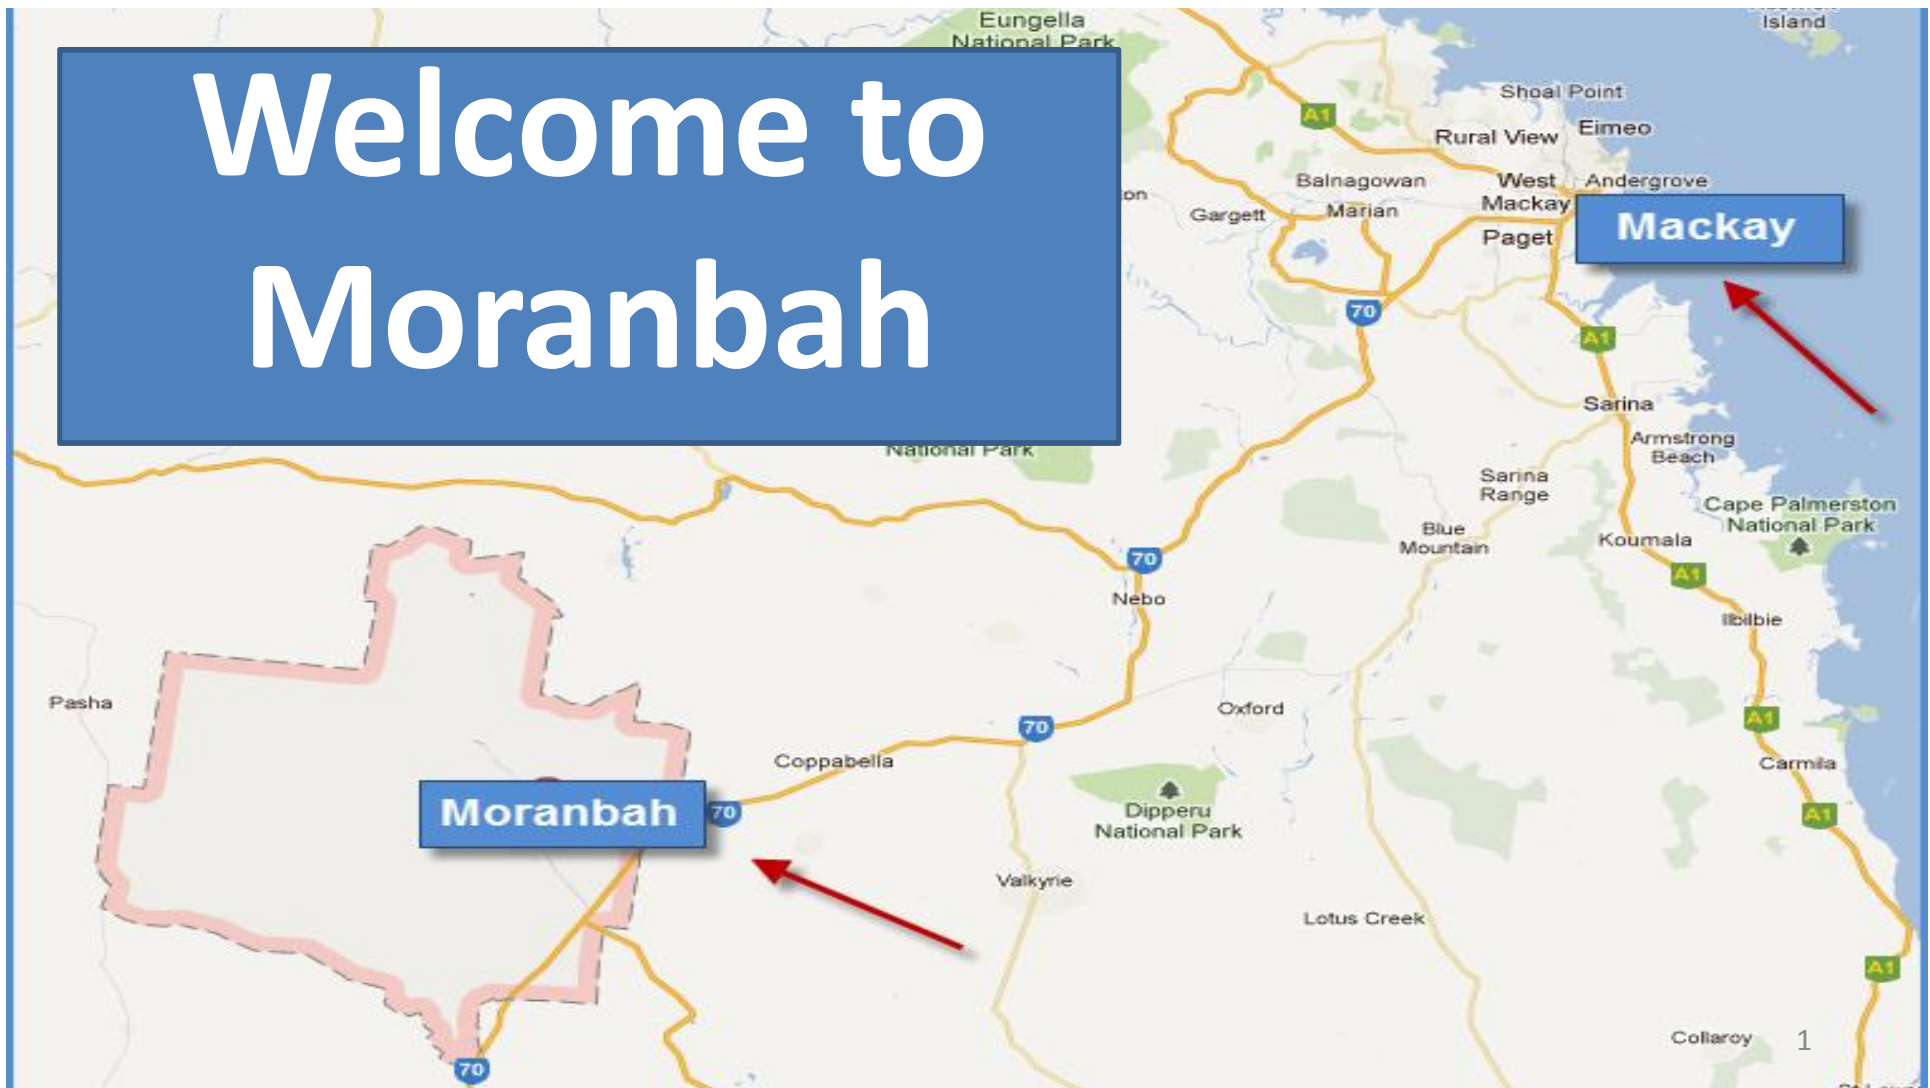 Eungella
National Park
Island
Welcome to
Moranbah
Shoal Point
A1
Rural View
Eimeo
Balnagowan
West
Mackay
Andergrove
Gargett
Marian
Mackay
Paget
70
A1
Sarina
National Park
Armstrong
Beach
Sarina
Range
Cape Palmerston
National Park
Blue
Mountain
Koumala
70
A1
Nebo
Ilbilbie
Pasha
Oxford
70
A1
Coppabella
Carmila
Moranbah
70
Dipperu
National Park
A1
Valkyrie
Lotus Creek
A1
Collaroy
1
70